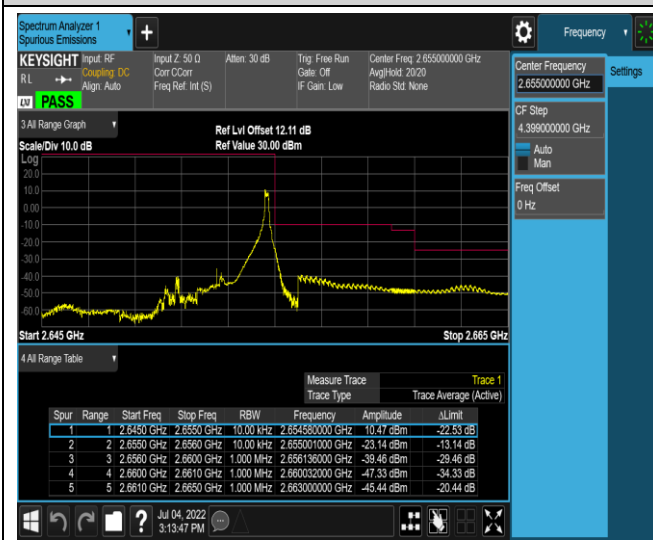 Spectrum Analyzer 1
Spurious Emissions
Frequency
KEYSIGHT Input: RF Input Z: 50 Ω Atten: 30 dB Trig: Free Run Center Freq: 2.655000000 GHz
RL Coupling: DC Corr CCorr Gate: Off Avg|Hold: 20/20
Align: Auto Freq Ref: Int (S) IF Gain: Low Radio Std: None
LXI PASS
3 All Range Graph
Ref Lvl Offset 12.11 dB
Scale/Div 10.0 dB Ref Value 30.00 dBm
Log
20.0
10.0
0.00
-10.0
-20.0
-30.0
-40.0
-50.0
-60.0
Start 2.645 GHz Stop 2.665 GHz
4 All Range Table
Measure Trace Trace 1
Trace Type Trace Average (Active)
Spur Range Start Freq Stop Freq RBW Frequency Amplitude ΔLimit
1 1 2.6450 GHz 2.6550 GHz 10.00 kHz 2.654580000 GHz 10.47 dBm -22.53 dB
2 2 2.6550 GHz 2.6560 GHz 10.00 kHz 2.655001000 GHz -23.14 dBm -13.14 dB
3 3 2.6560 GHz 2.6600 GHz 1.000 MHz 2.656136000 GHz -39.46 dBm -29.46 dB
4 4 2.6600 GHz 2.6610 GHz 1.000 MHz 2.660032000 GHz -47.33 dBm -34.33 dB
5 5 2.6610 GHz 2.6650 GHz 1.000 MHz 2.663000000 GHz -45.44 dBm -20.44 dB
Jul 04, 2022
3:13:47 PM
Center Frequency
2.655000000 GHz
Settings
CF Step
4.399000000 GHz
Auto
Man
Freq Offset
0 Hz